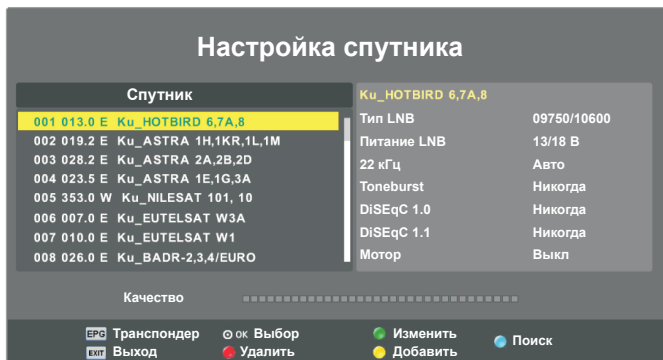 Настройка спутника
Спутник
001 013.0 E Ku_HOTBIRD 6,7A,8
002 019.2 E Ku_ASTRA 1H,1KR,1L,1M
003 028.2 E Ku_ASTRA 2A,2B,2D
004 023.5 E Ku_ASTRA 1E,1G,3A
005 353.0 W Ku_NILESAT 101, 10
006 007.0 E Ku_EUTELSAT W3A
007 010.0 E Ku_EUTELSAT W1
008 026.0 E Ku_BADR-2,3,4/EURO
Ku_HOTBIRD 6,7A,8
Тип LNB 09750/10600
Питание LNB 13/18 В
22 кГц Авто
Toneburst Никогда
DiSEqC 1.0 Никогда
DiSEqC 1.1 Никогда
Мотор Выкл
Качество
EPG Транспондер OK Выбор Изменить Поиск
EXIT Выход Удалить Добавить